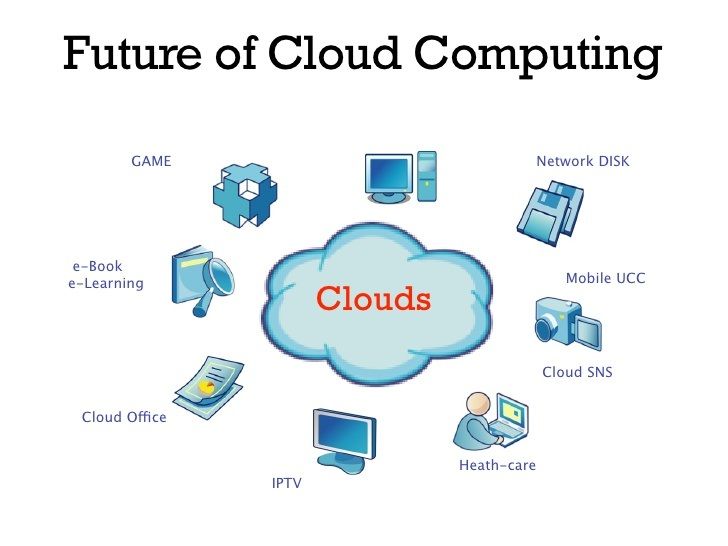 Future of Cloud Computing
GAME
Network DISK
e-Book
e-Learning
Mobile UCC
Clouds
Cloud SNS
Cloud Office
Heath-care
IPTV